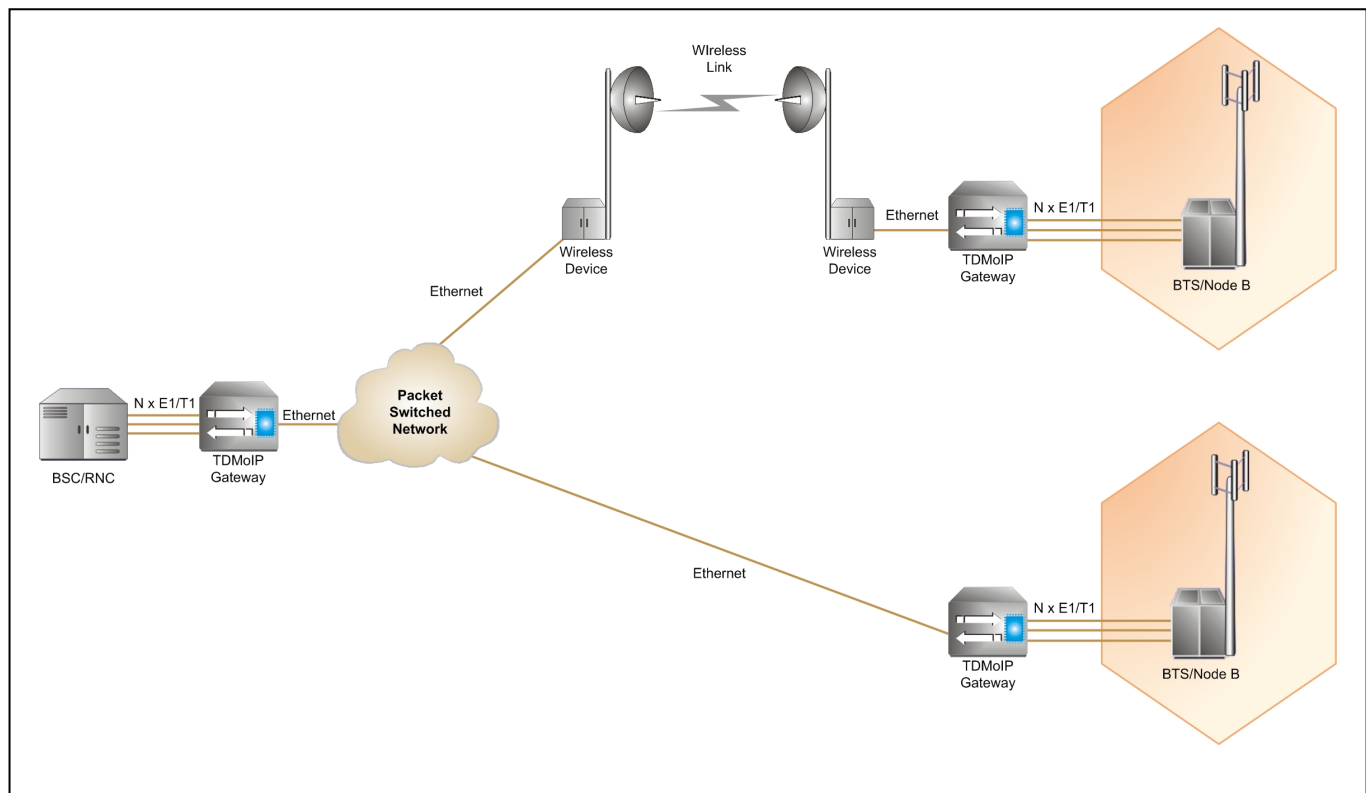 WIreless
Link
Wireless
Device
Wireless
Device
Ethernet
TDMoIP
Gateway
N x E1/T1
BTS/Node B
Ethernet
BSC/RNC
N x E1/T1
TDMoIP
Gateway
Ethernet
Packet
Switched
Network
Ethernet
TDMoIP
Gateway
N x E1/T1
BTS/Node B